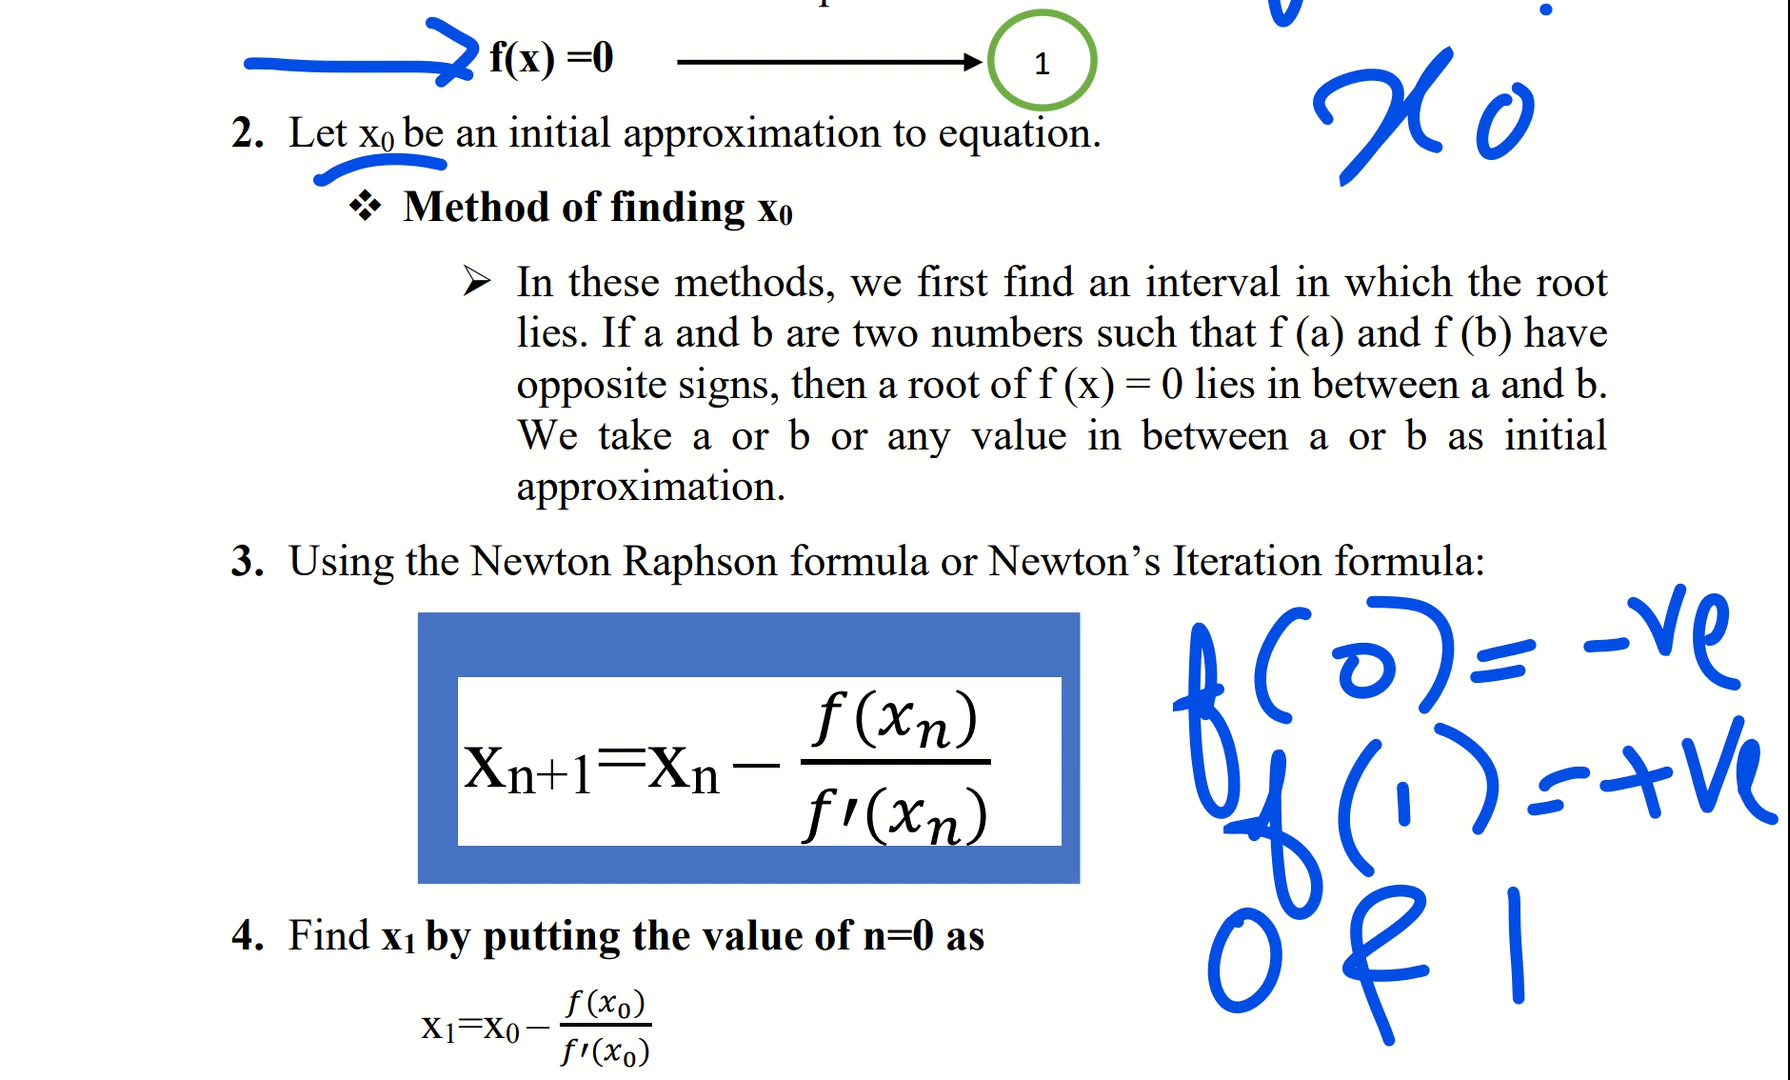 f(x) =0
1
x0
2. Let x₀ be an initial approximation to equation.
❖ Method of finding x₀
➢ In these methods, we first find an interval in which the root
lies. If a and b are two numbers such that f (a) and f (b) have
opposite signs, then a root of f (x) = 0 lies in between a and b.
We take a or b or any value in between a or b as initial
approximation.
3. Using the Newton Raphson formula or Newton’s Iteration formula:
f(0) = -ve
xₙ₊₁=xₙ− f(xₙ)/f′(xₙ)
f(1) = +ve
4. Find x₁ by putting the value of n=0 as
0 & 1
x₁=x₀− f(x₀)/f′(x₀)